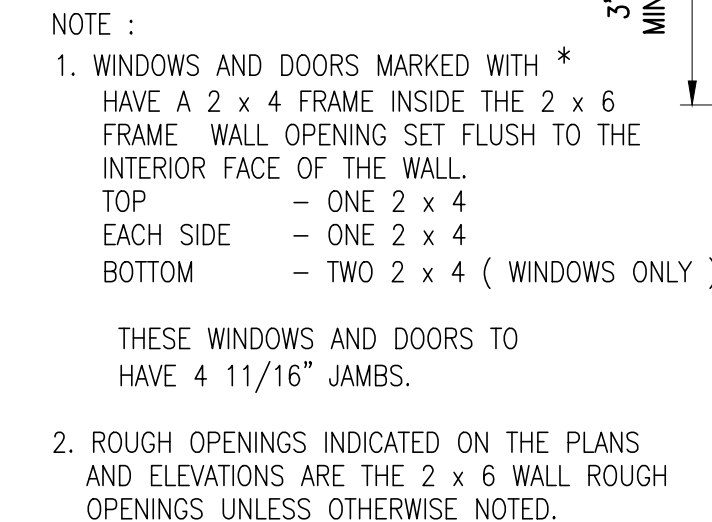 NOTE :
1. WINDOWS AND DOORS MARKED WITH *
HAVE A 2 x 4 FRAME INSIDE THE 2 x 6
FRAME WALL OPENING SET FLUSH TO THE
INTERIOR FACE OF THE WALL.
TOP – ONE 2 x 4
EACH SIDE – ONE 2 x 4
BOTTOM – TWO 2 x 4 ( WINDOWS ONLY )
THESE WINDOWS AND DOORS TO
HAVE 4 11/16" JAMBS.
2. ROUGH OPENINGS INDICATED ON THE PLANS
AND ELEVATIONS ARE THE 2 x 6 WALL ROUGH
OPENINGS UNLESS OTHERWISE NOTED.